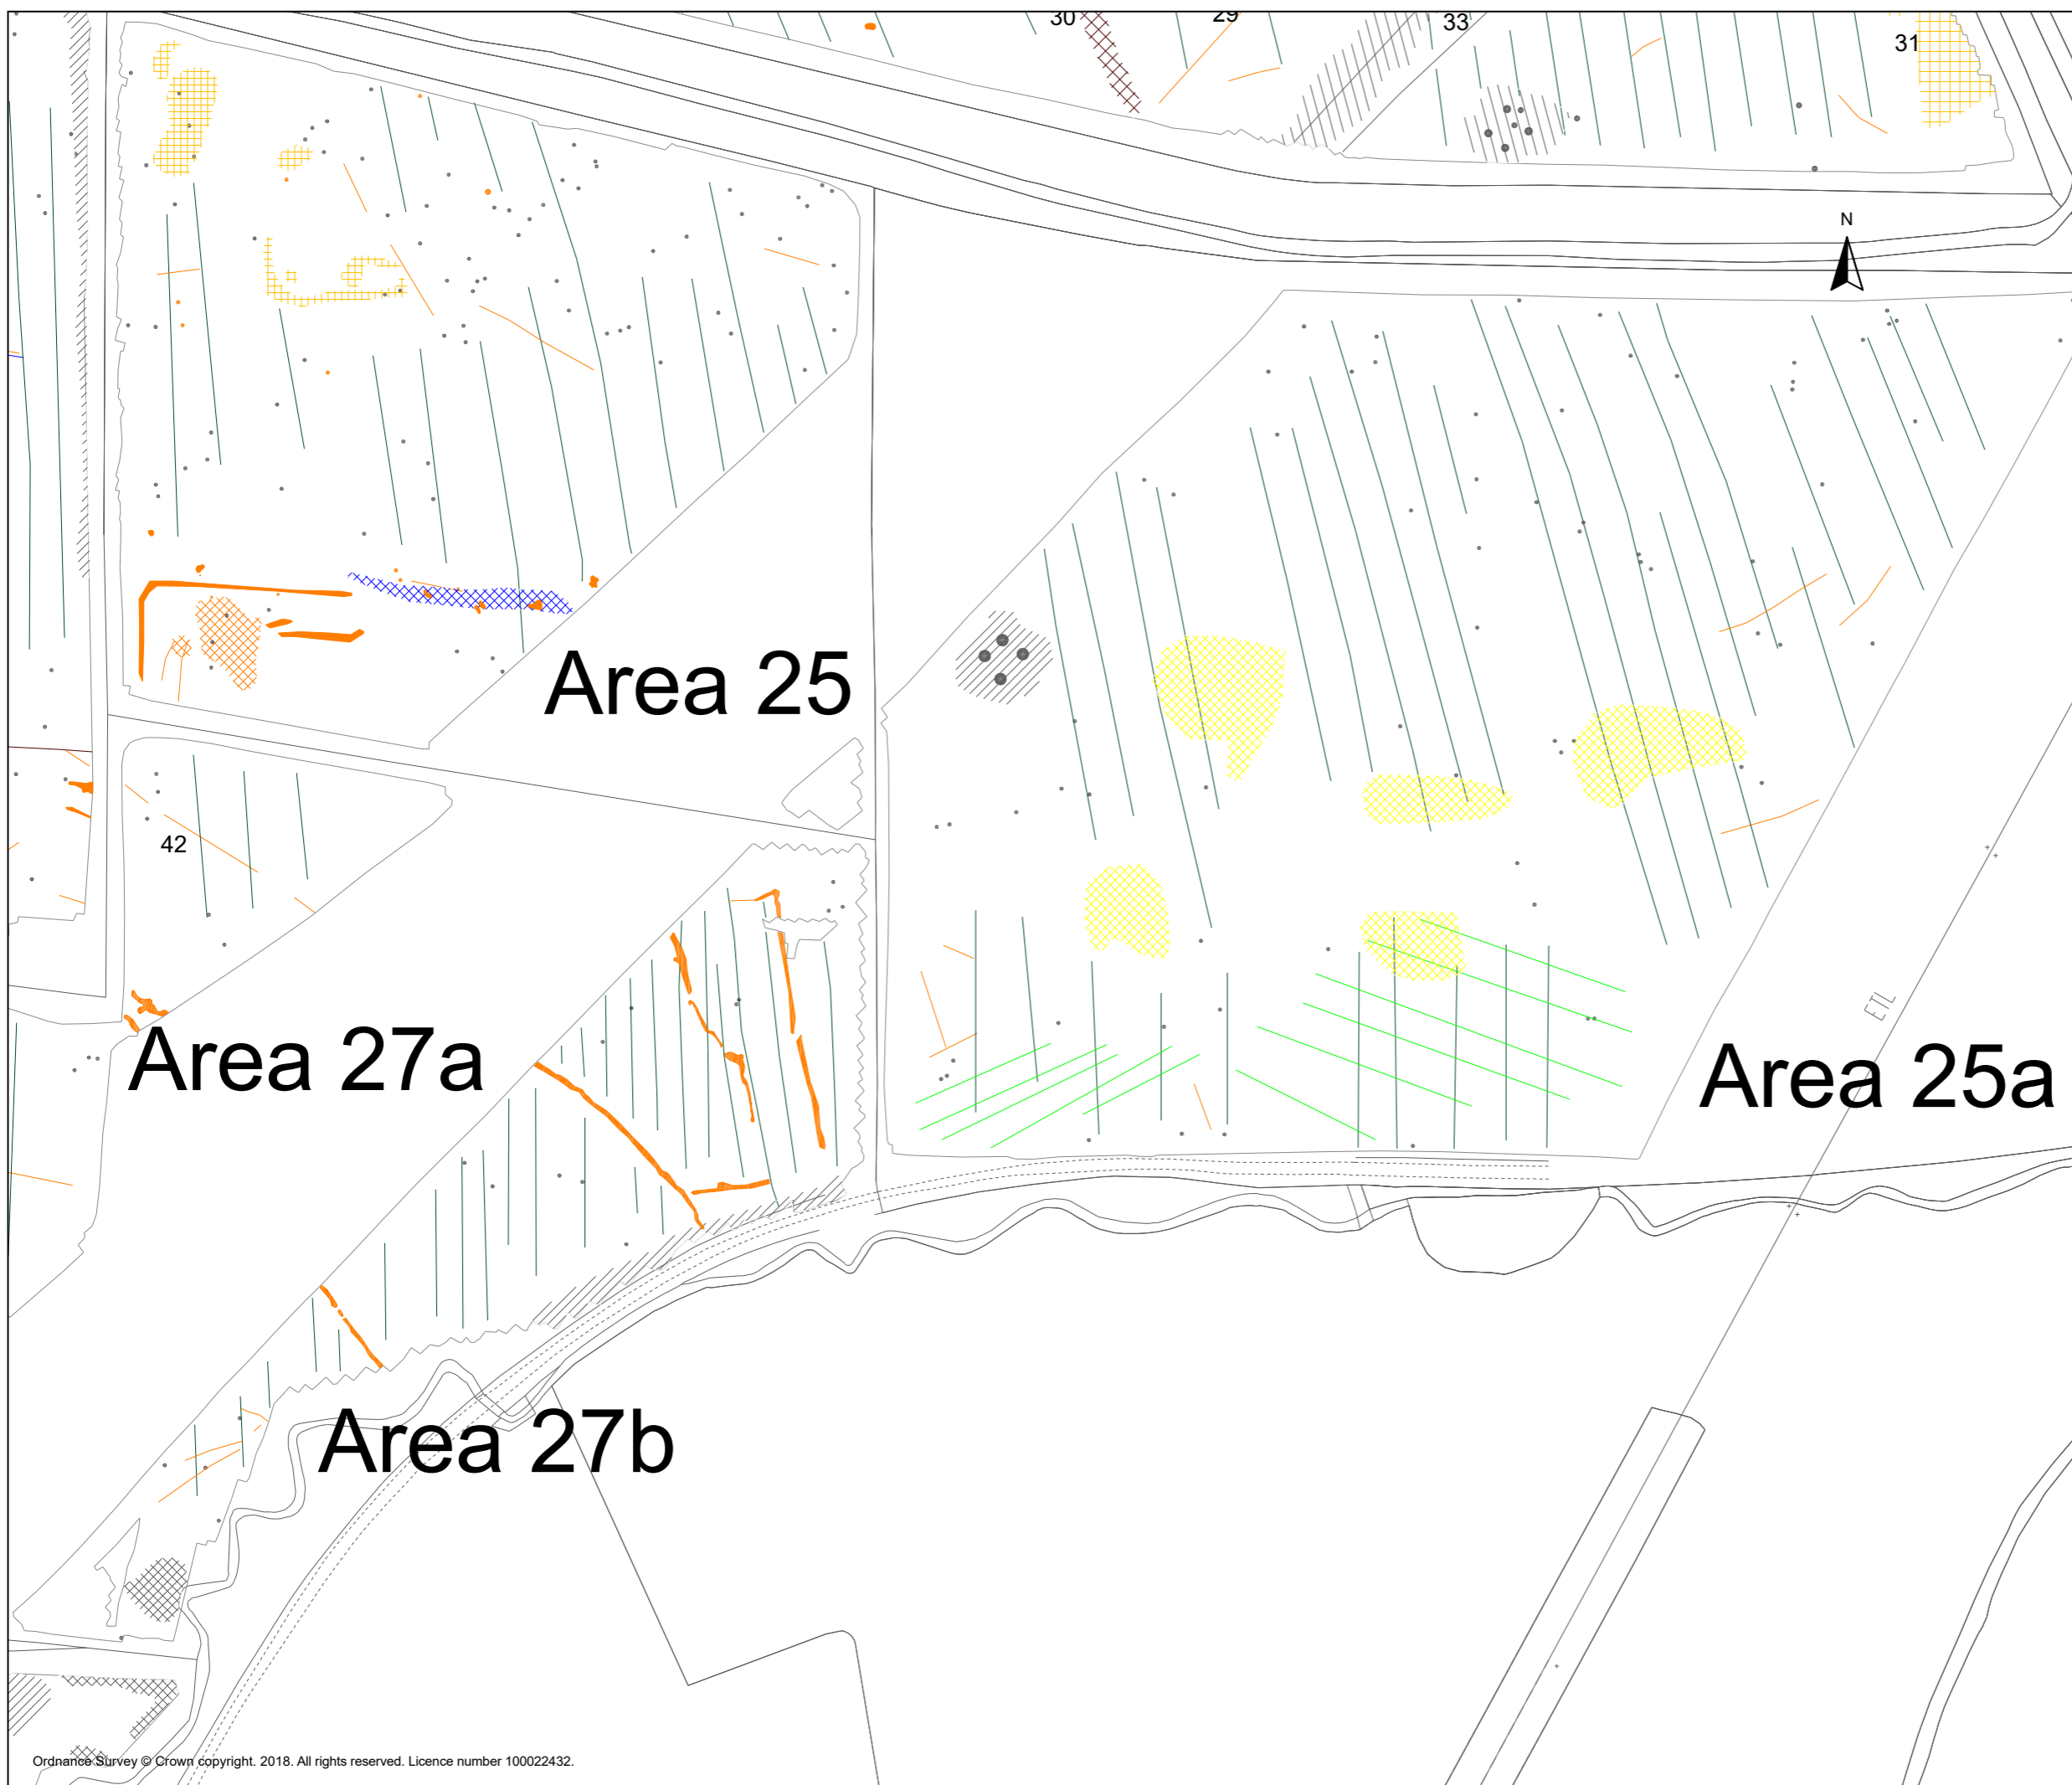 30
29
33
31
N
Area 25
42
Area 27a
ETL
Area 25a
Area 27b
Ordnance Survey © Crown copyright. 2018. All rights reserved. Licence number 100022432.